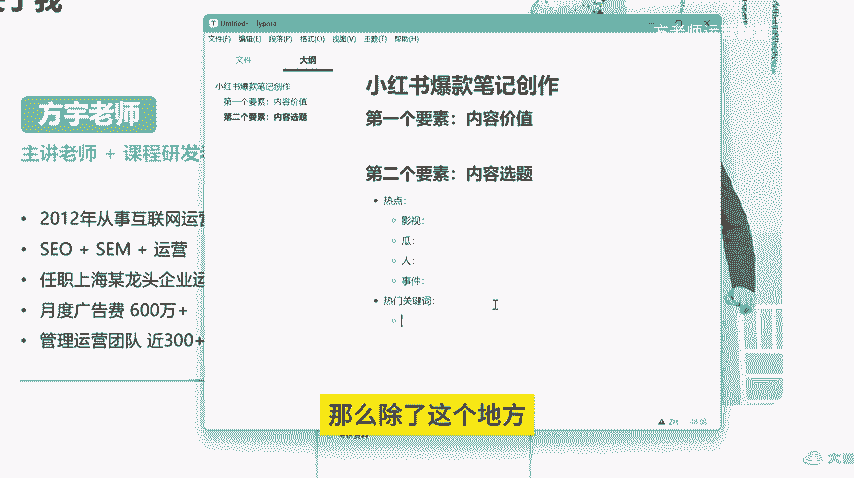 方宇老师
主讲老师 + 课程研发
2012年从事互联网运营
SEO + SEM + 运营
任职上海某龙头企业运
月度广告费 600万+
管理运营团队 近300+
文件(F) 编辑(E) 段落(P) 格式(O) 视图(V) 主题(T) 帮助(H)
文件 大纲
小红书爆款笔记创作
第一个要素：内容价值
第二个要素：内容选题
小红书爆款笔记创作
第一个要素：内容价值
第二个要素：内容选题
热点：
影视：
瓜：
人：
事件：
热门关键词：
那么除了这个地方